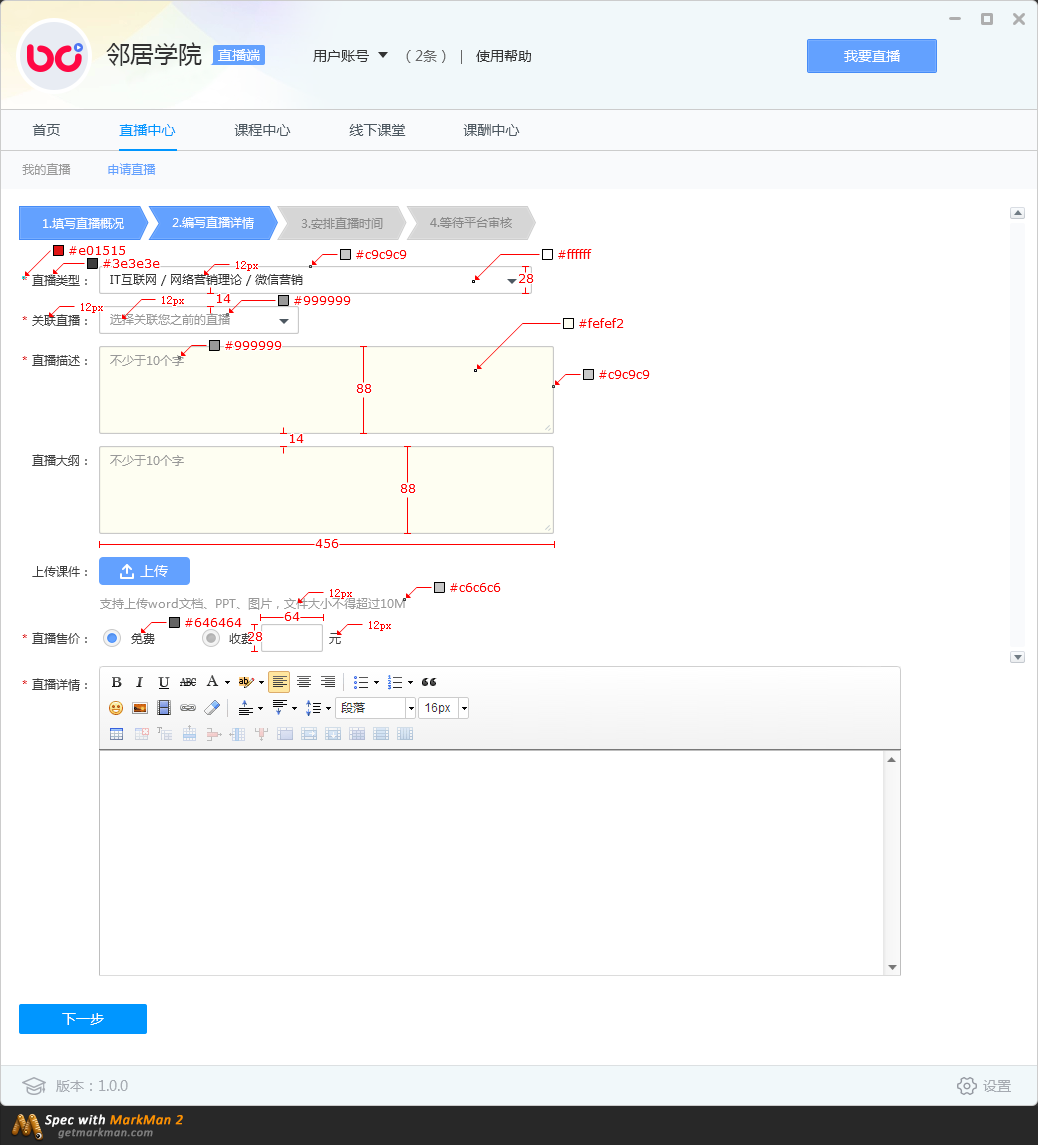 bCi 邻居学院 直播端 用户账号 （2条） | 使用帮助 我要直播
首页 直播中心 课程中心 线下课堂 课酬中心
我的直播 申请直播
1.填写直播概况 2.编写直播详情 3.安排直播时间 4.等待平台审核
#e01515 #c9c9c9 #ffffff
#3e3e3e 12px
* 直播类型： IT互联网 / 网络营销理论 / 微信营销 28
12px 12px 14 #999999
* 关联直播： 选择关联您之前的直播 #fefef2
#999999
* 直播描述： 不少于10个字
#c9c9c9
88
14
直播大纲： 不少于10个字
88
456
上传课件： 上传
12px #c6c6c6
支持上传word文档、PPT、图片，文件大小不得超过10M
#646464 64 12px
* 直播售价： 免费 收费 28 元
* 直播详情： B I U ABC A ab
段落 16px
下一步
版本：1.0.0 设置
Spec with MarkMan 2
getmarkman.com